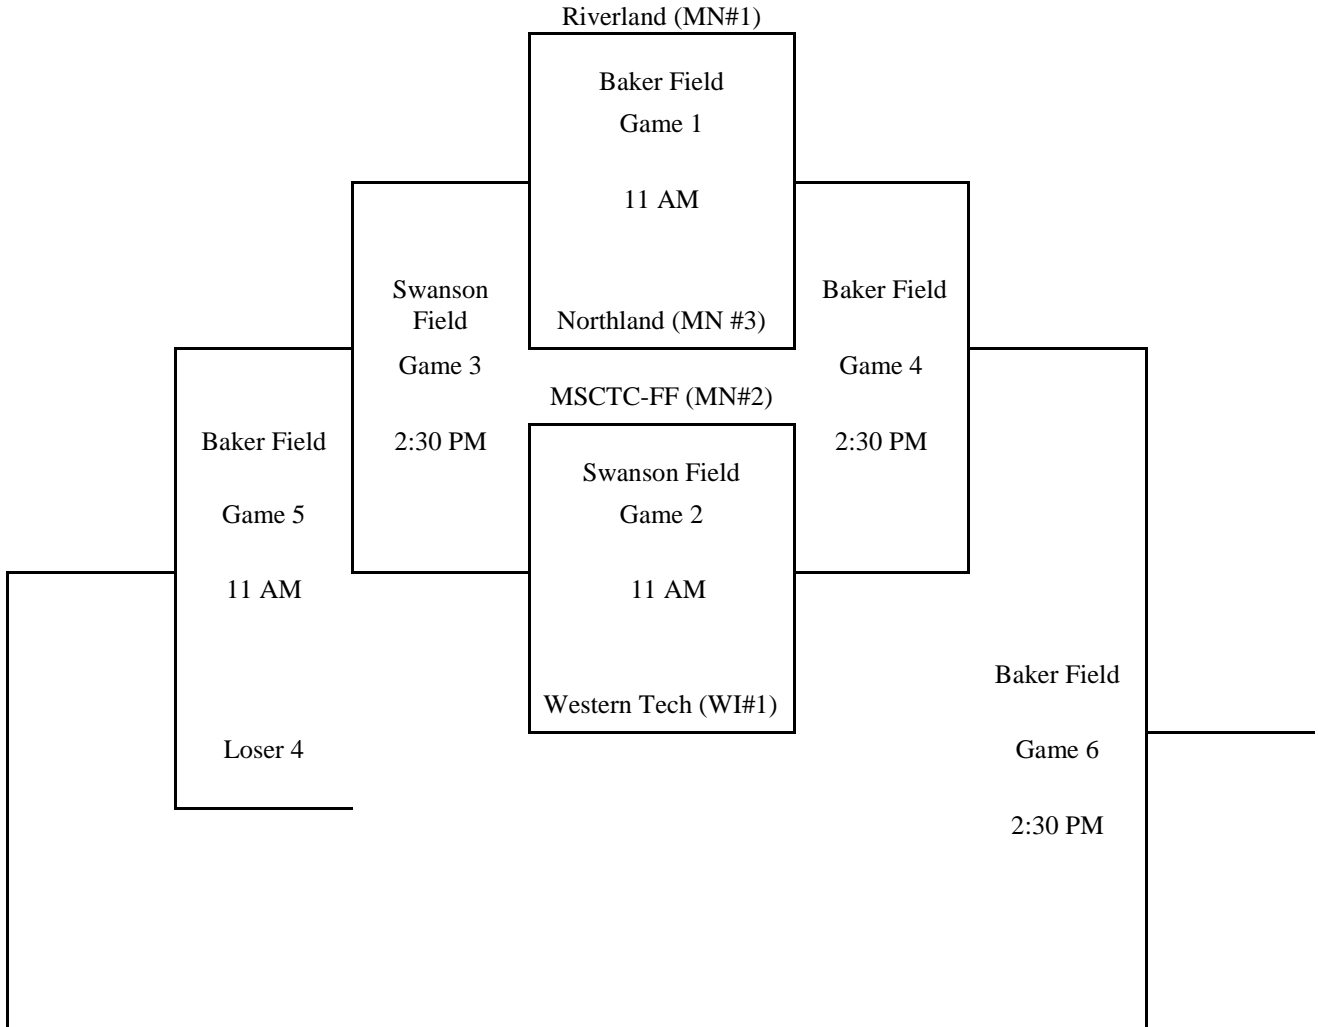 Riverland (MN#1)
Baker Field
Game 1
11 AM
Northland (MN #3)
Swanson
Field
Game 3
2:30 PM
Baker Field
Game 4
2:30 PM
MSCTC-FF (MN#2)
Swanson Field
Game 2
11 AM
Western Tech (WI#1)
Baker Field
Game 5
11 AM
Loser 4
Baker Field
Game 6
2:30 PM